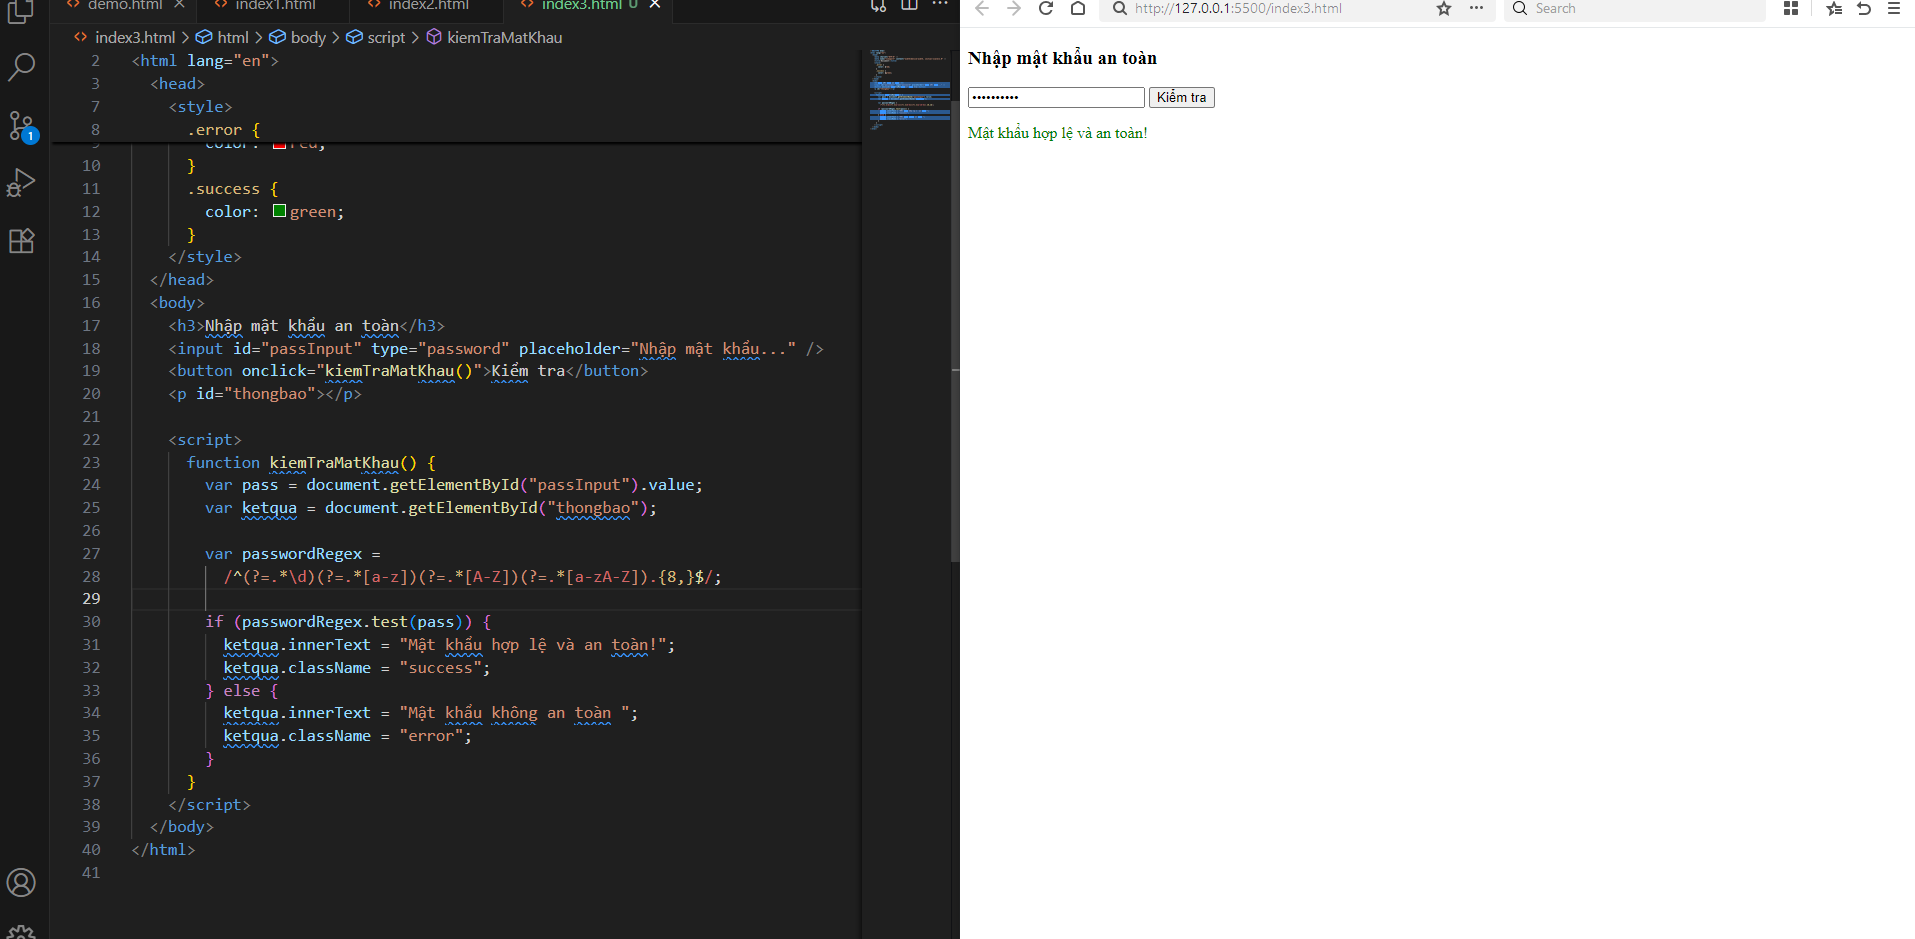 demo.html index1.html index2.html index3.html U
index3.html > html > body > script > kiemTraMatKhau
2 <html lang="en">
3 <head>
7 <style>
8 .error {
9 color: red;
10 }
11 .success {
12 color: green;
13 }
14 </style>
15 </head>
16 <body>
17 <h3>Nhập mật khẩu an toàn</h3>
18 <input id="passInput" type="password" placeholder="Nhập mật khẩu..." />
19 <button onclick="kiemTraMatKhau()">Kiểm tra</button>
20 <p id="thongbao"></p>
21
22 <script>
23 function kiemTraMatKhau() {
24 var pass = document.getElementById("passInput").value;
25 var ketqua = document.getElementById("thongbao");
26
27 var passwordRegex =
28 /^(?=.*\d)(?=.*[a-z])(?=.*[A-Z])(?=.*[a-zA-Z]).{8,}$/;
29
30 if (passwordRegex.test(pass)) {
31 ketqua.innerText = "Mật khẩu hợp lệ và an toàn!";
32 ketqua.className = "success";
33 } else {
34 ketqua.innerText = "Mật khẩu không an toàn ";
35 ketqua.className = "error";
36 }
37 }
38 </script>
39 </body>
40 </html>
41
1
http://127.0.0.1:5500/index3.html
Search
Nhập mật khẩu an toàn
•••••••••• Kiểm tra
Mật khẩu hợp lệ và an toàn!